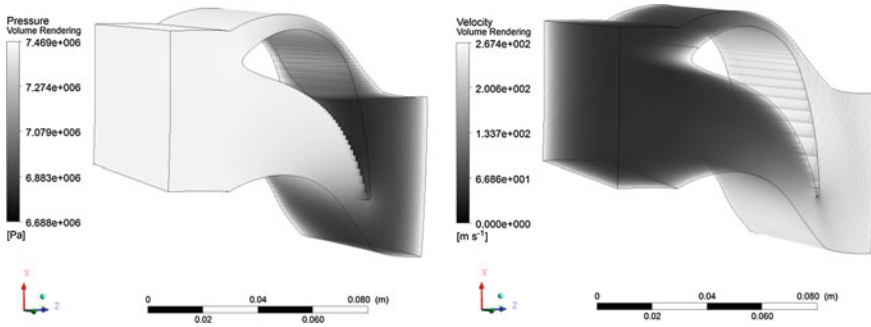 Pressure
Volume Rendering
7.469e+006
7.274e+006
7.079e+006
6.883e+006
6.688e+006
[Pa]
X
Z
0 0.04 0.080 (m)
0.02 0.060
Velocity
Volume Rendering
2.674e+002
2.006e+002
1.337e+002
6.686e+001
0.000e+000
[m s^-1]
X
Z
0 0.04 0.080 (m)
0.02 0.060